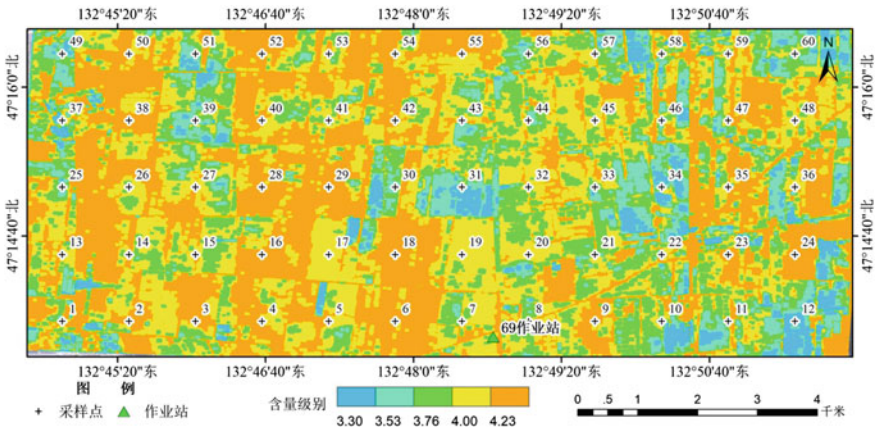 132°45'20"东 132°46'40"东 132°48'0"东 132°49'20"东 132°50'40"东
49 50 51 52 53 54 55 56 57 58 59 60
N
47°16'0"北 47°16'0"北
37 38 39 40 41 42 43 44 45 46 47 48
25 26 27 28 29 30 31 32 33 34 35 36
47°14'40"北 47°14'40"北
13 14 15 16 17 18 19 20 21 22 23 24
1 2 3 4 5 6 7 8 9 10 11 12
69作业站
132°45'20"东 132°46'40"东 132°48'0"东 132°49'20"东 132°50'40"东
图 例
采样点 作业站
含量级别
3.30 3.53 3.76 4.00 4.23
0 .5 1 2 3 4
千米